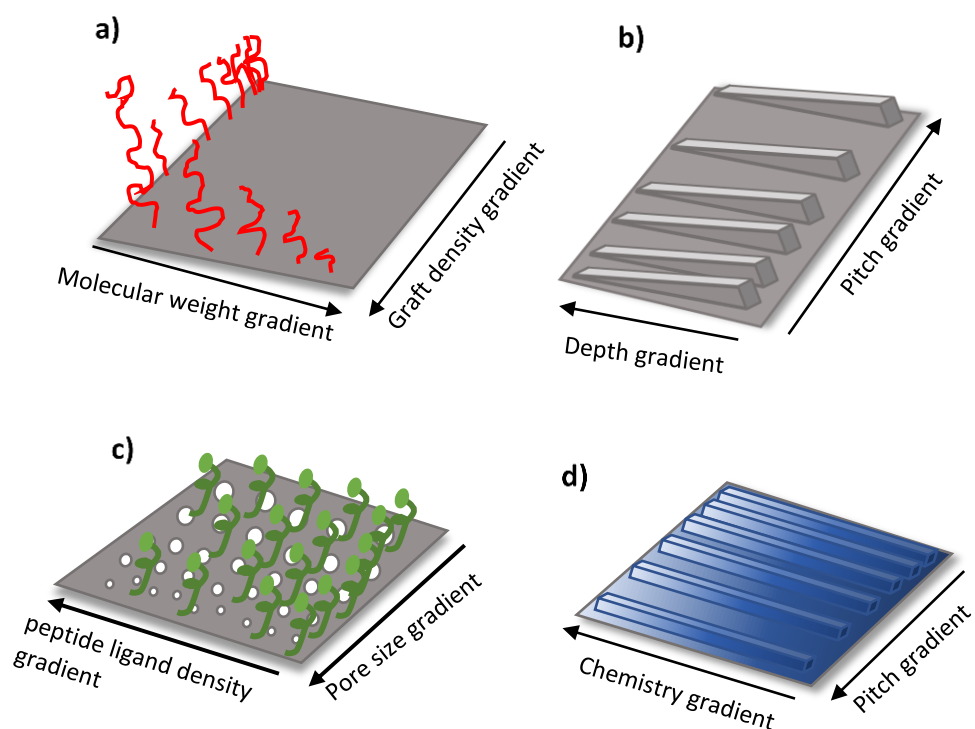 a)
Molecular weight gradient
Graft density gradient
b)
Depth gradient
Pitch gradient
c)
peptide ligand density
gradient
Pore size gradient
d)
Chemistry gradient
Pitch gradient